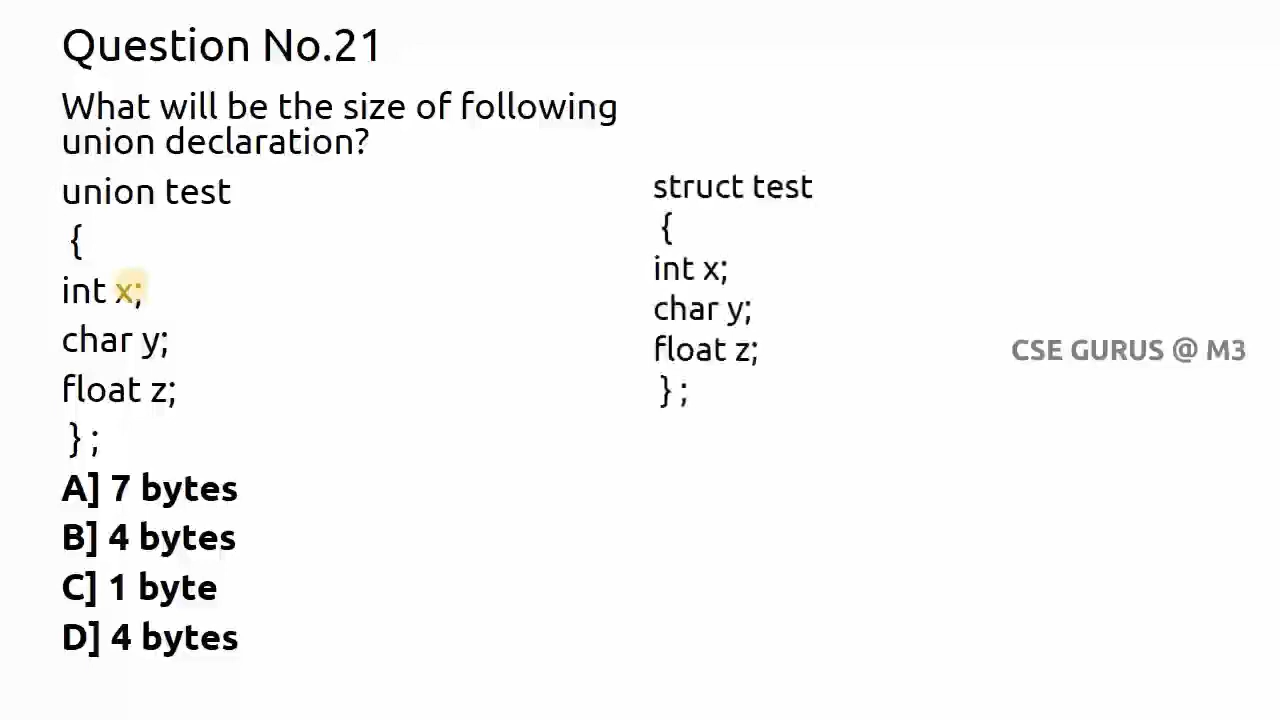 Question No.21
What will be the size of following
union declaration?
union test
{
int x;
char y;
float z;
} ;
A] 7 bytes
B] 4 bytes
C] 1 byte
D] 4 bytes
struct test
{
int x;
char y;
float z;
} ;
CSE GURUS @ M3